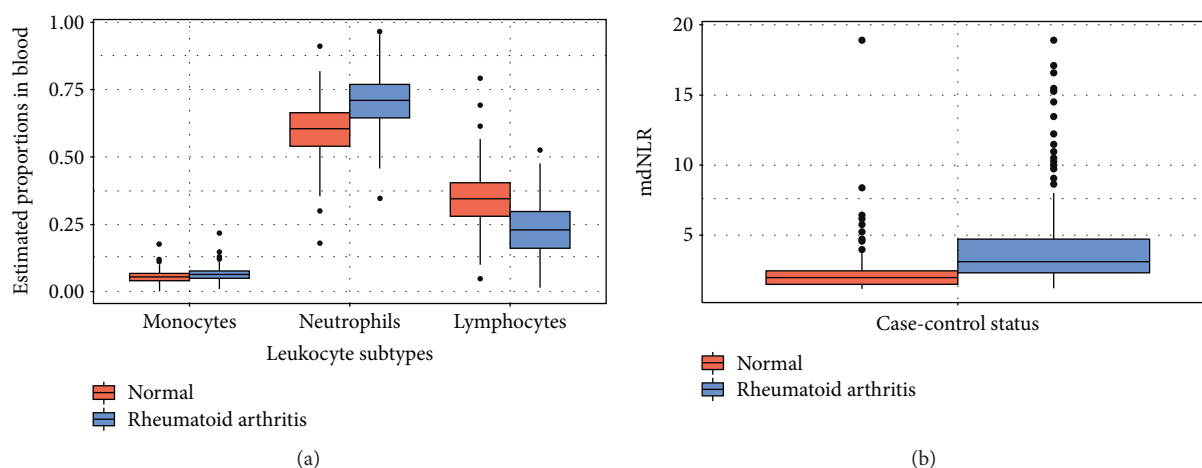 Estimated proportions in blood
1.00
0.75
0.50
0.25
0.00
Monocytes
Neutrophils
Lymphocytes
Leukocyte subtypes
Normal
Rheumatoid arthritis
(a)
mdNLR
20
15
10
5
Case-control status
Normal
Rheumatoid arthritis
(b)